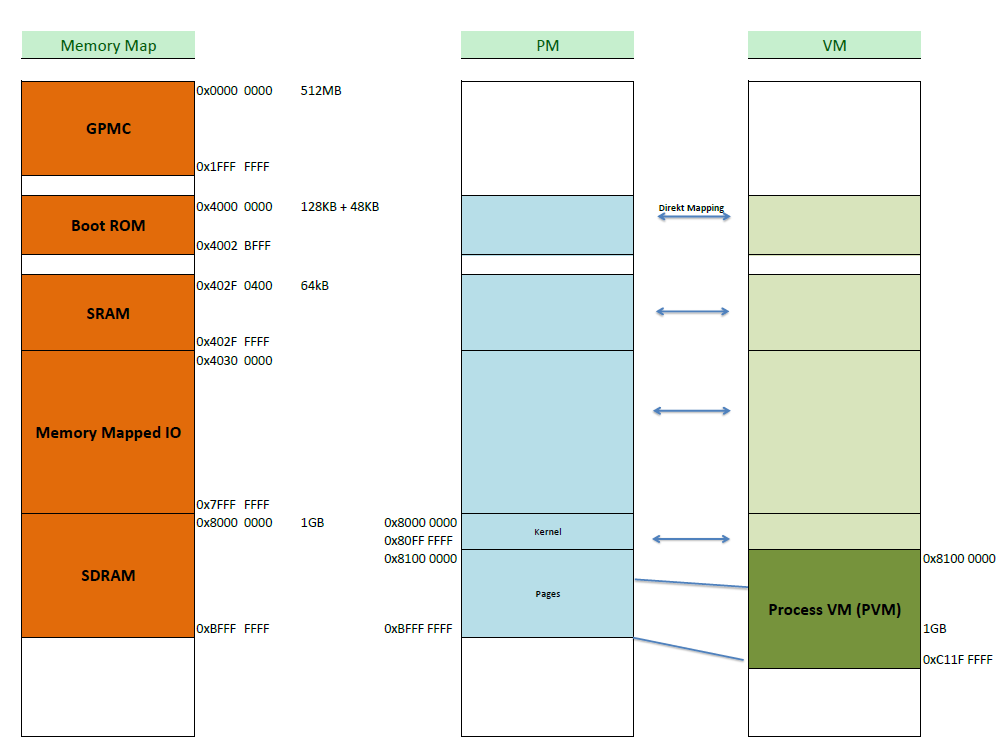 Memory Map
PM
VM
GPMC
0x0000 0000 512MB
0x1FFF FFFF
Boot ROM
0x4000 0000 128KB + 48KB
0x4002 BFFF
Direkt Mapping
SRAM
0x402F 0400 64kB
0x402F FFFF
Memory Mapped IO
0x4030 0000
0x7FFF FFFF
SDRAM
0x8000 0000 1GB
0xBFFF FFFF
0x8000 0000
0x80FF FFFF
Kernel
0x8100 0000
Pages
0xBFFF FFFF
Process VM (PVM)
0x8100 0000
1GB
0xC11F FFFF